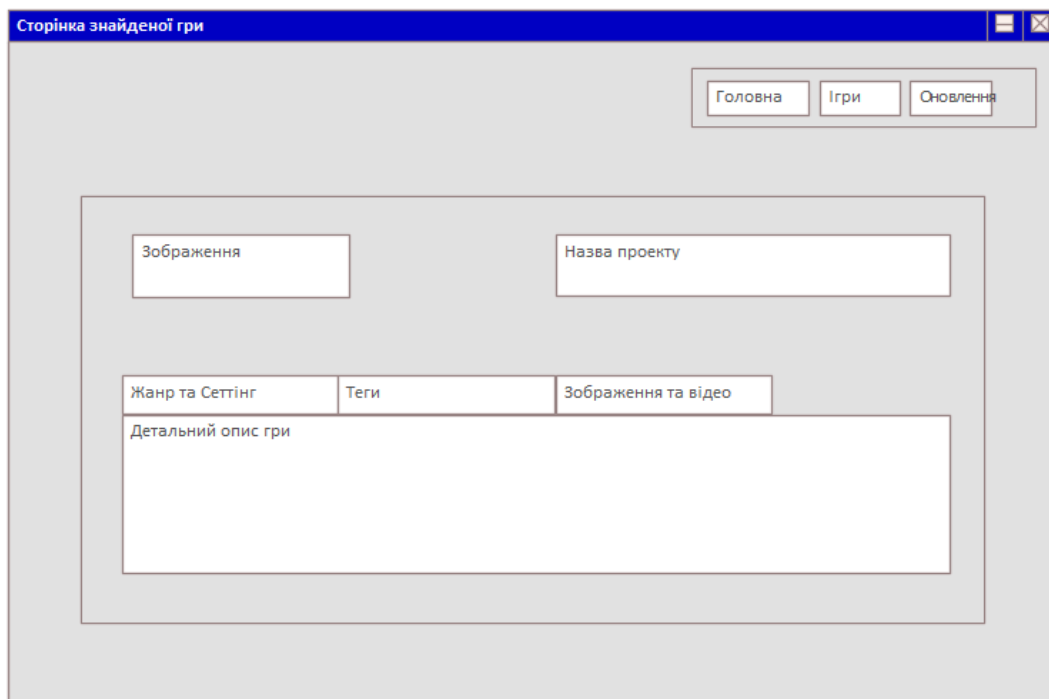 Сторінка знайденої гри
Головна
Ігри
Оновлення
Зображення
Назва проекту
Жанр та Сеттінг
Теги
Зображення та відео
Детальний опис гри